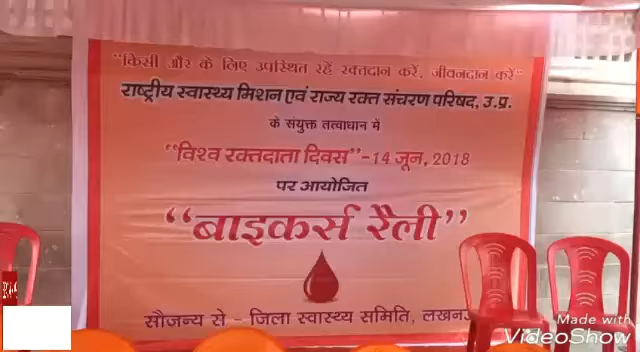 "किसी और के लिए उपस्थित रहें रक्तदान करें, जीवनदान करें"
राष्ट्रीय स्वास्थ्य मिशन एवं राज्य रक्त संचरण परिषद, उ.प्र.
के संयुक्त तत्वाधान में
"विश्व रक्तदाता दिवस"-14 जून, 2018
पर आयोजित
"बाइकर्स रैली"
सौजन्य से - जिला स्वास्थ्य समिति,
Made with
VideoShow